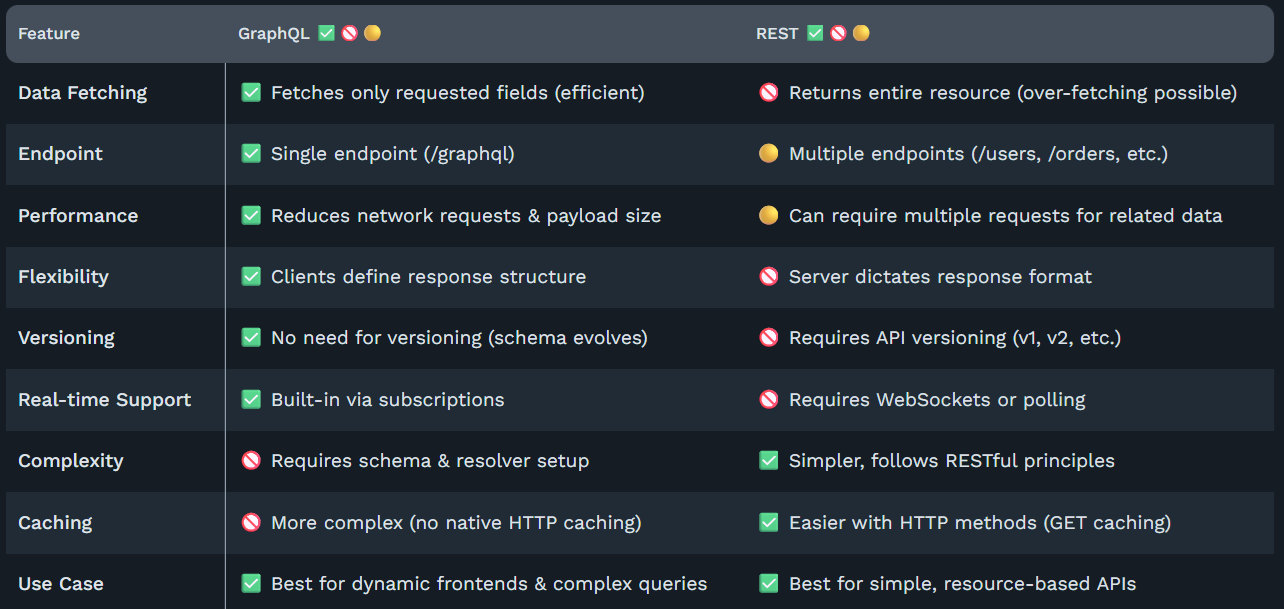 Feature GraphQL ✅ 🚫 🟡 REST ✅ 🚫 🟡
Data Fetching ✅ Fetches only requested fields (efficient) 🚫 Returns entire resource (over-fetching possible)
Endpoint ✅ Single endpoint (/graphql) 🟡 Multiple endpoints (/users, /orders, etc.)
Performance ✅ Reduces network requests & payload size 🟡 Can require multiple requests for related data
Flexibility ✅ Clients define response structure 🚫 Server dictates response format
Versioning ✅ No need for versioning (schema evolves) 🚫 Requires API versioning (v1, v2, etc.)
Real-time Support ✅ Built-in via subscriptions 🚫 Requires WebSockets or polling
Complexity 🚫 Requires schema & resolver setup ✅ Simpler, follows RESTful principles
Caching 🚫 More complex (no native HTTP caching) ✅ Easier with HTTP methods (GET caching)
Use Case ✅ Best for dynamic frontends & complex queries ✅ Best for simple, resource-based APIs